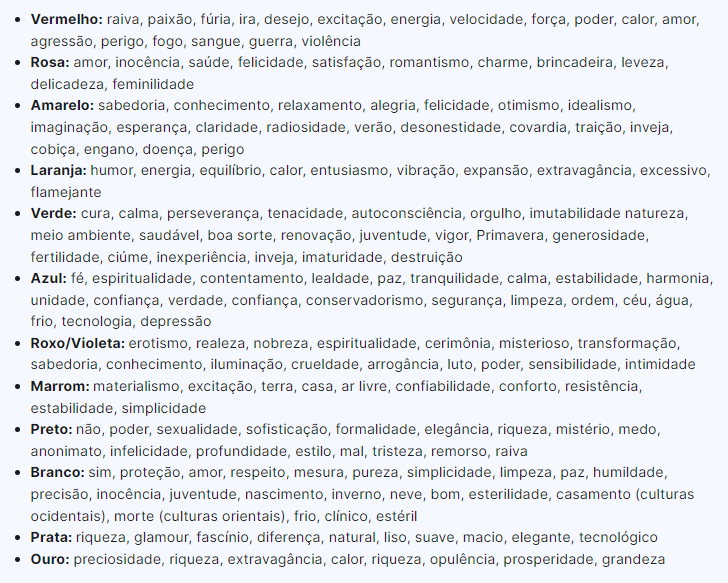 • Vermelho: raiva, paixão, fúria, ira, desejo, excitação, energia, velocidade, força, poder, calor, amor,
agressão, perigo, fogo, sangue, guerra, violência
• Rosa: amor, inocência, saúde, felicidade, satisfação, romantismo, charme, brincadeira, leveza,
delicadeza, feminilidade
• Amarelo: sabedoria, conhecimento, relaxamento, alegria, felicidade, otimismo, idealismo,
imaginação, esperança, claridade, radiosidade, verão, desonestidade, covardia, traição, inveja,
cobiça, engano, doença, perigo
• Laranja: humor, energia, equilíbrio, calor, entusiasmo, vibração, expansão, extravagância, excessivo,
flamejante
• Verde: cura, calma, perseverança, tenacidade, autoconsciência, orgulho, imutabilidade natureza,
meio ambiente, saudável, boa sorte, renovação, juventude, vigor, Primavera, generosidade,
fertilidade, ciúme, inexperiência, inveja, imaturidade, destruição
• Azul: fé, espiritualidade, contentamento, lealdade, paz, tranquilidade, calma, estabilidade, harmonia,
unidade, confiança, verdade, confiança, conservadorismo, segurança, limpeza, ordem, céu, água,
frio, tecnologia, depressão
• Roxo/Violeta: erotismo, realeza, nobreza, espiritualidade, cerimônia, misterioso, transformação,
sabedoria, conhecimento, iluminação, crueldade, arrogância, luto, poder, sensibilidade, intimidade
• Marrom: materialismo, excitação, terra, casa, ar livre, confiabilidade, conforto, resistência,
estabilidade, simplicidade
• Preto: não, poder, sexualidade, sofisticação, formalidade, elegância, riqueza, mistério, medo,
anonimato, infelicidade, profundidade, estilo, mal, tristeza, remorso, raiva
• Branco: sim, proteção, amor, respeito, mesura, pureza, simplicidade, limpeza, paz, humildade,
precisão, inocência, juventude, nascimento, inverno, neve, bom, esterilidade, casamento (culturas
ocidentais), morte (culturas orientais), frio, clínico, estéril
• Prata: riqueza, glamour, fascínio, diferença, natural, liso, suave, macio, elegante, tecnológico
• Ouro: preciosidade, riqueza, extravagância, calor, riqueza, opulência, prosperidade, grandeza